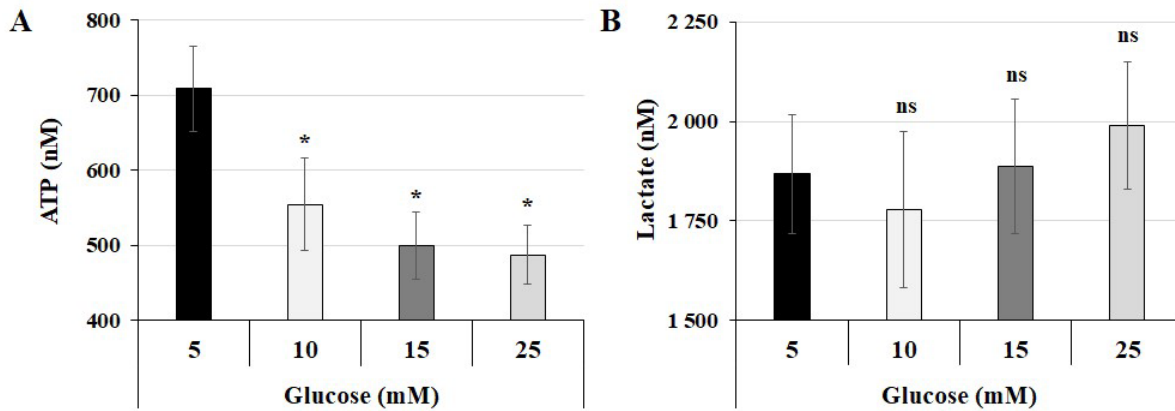 A
ATP (nM)
800
700
600
500
400
*
*
*
5 10 15 25
Glucose (mM)
B
Lactate (nM)
2 250
2 000
1 750
1 500
ns
ns
ns
5 10 15 25
Glucose (mM)